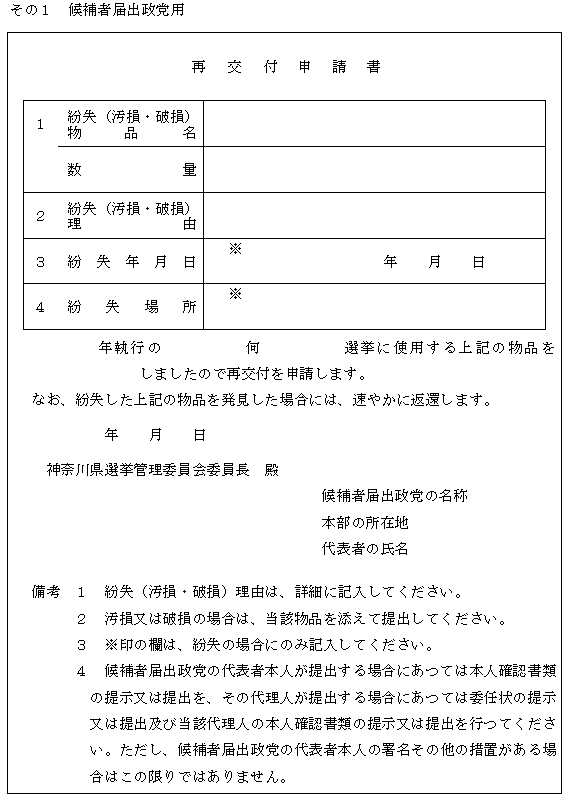 その１　候補者届出政党用
再　交　付　申　請　書
１　紛失（汚損・破損）
物品名
数量
２　紛失（汚損・破損）
理由
３　紛失年月日　※　年　月　日
４　紛失場所　※
年執行の　何　選挙に使用する上記の物品を
しましたので再交付を申請します。
なお、紛失した上記の物品を発見した場合には、速やかに返還します。
年　月　日
神奈川県選挙管理委員会委員長　殿
候補者届出政党の名称
本部の所在地
代表者の氏名
備考　１　紛失（汚損・破損）理由は、詳細に記入してください。
２　汚損又は破損の場合は、当該物品を添えて提出してください。
３　※印の欄は、紛失の場合にのみ記入してください。
４　候補者届出政党の代表者本人が提出する場合にあつては本人確認書類
の提示又は提出を、その代理人が提出する場合にあつては委任状の提示
又は提出及び当該代理人の本人確認書類の提示又は提出を行つてくださ
い。ただし、候補者届出政党の代表者本人の署名その他の措置がある場
合はこの限りではありません。